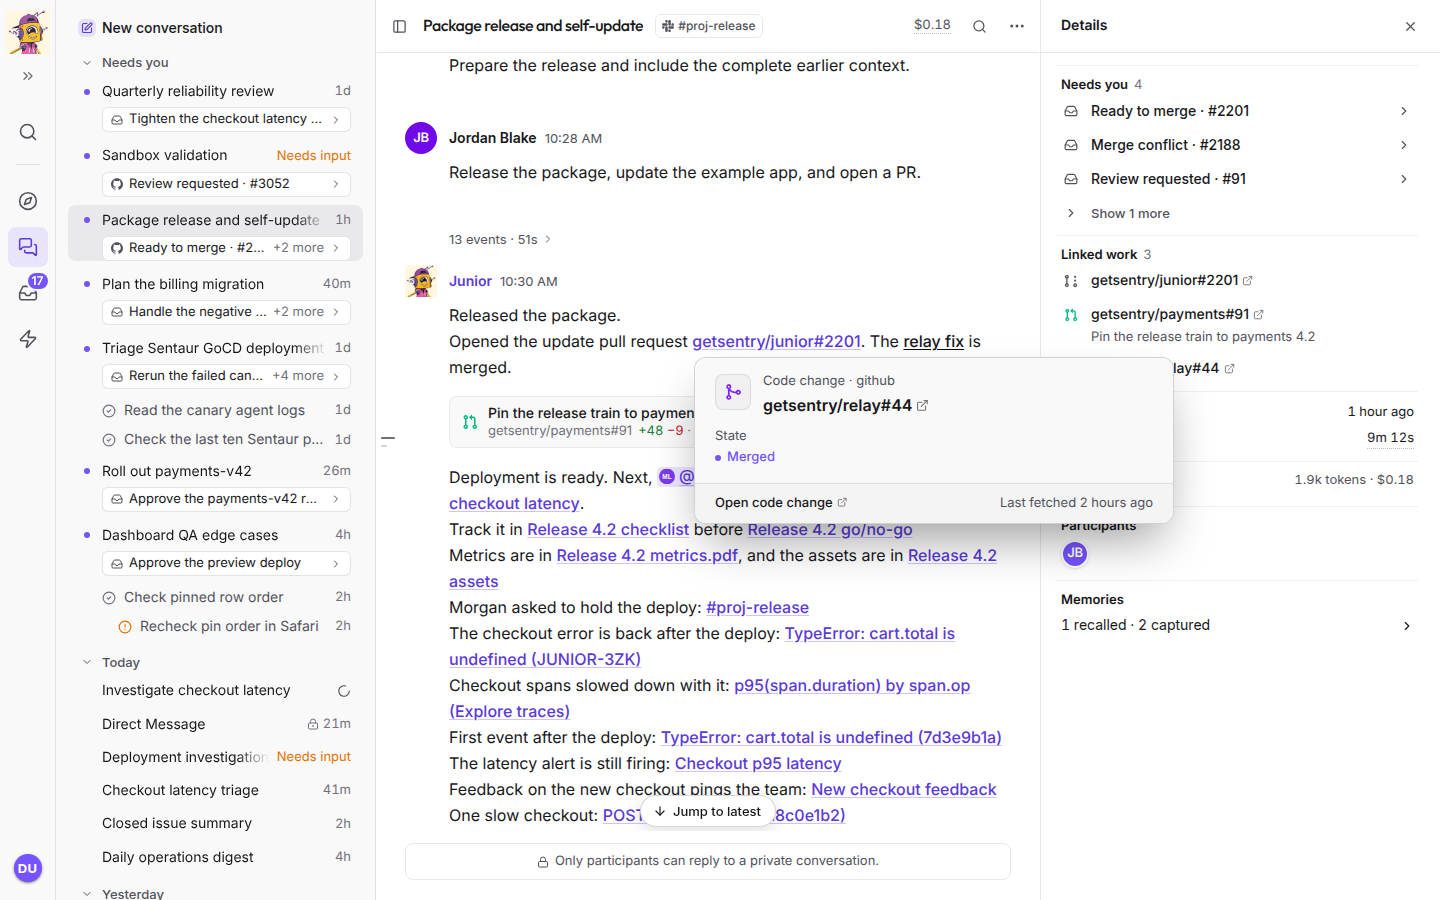 New conversation
Needs you
Quarterly reliability review 1d
Tighten the checkout latency ...
Sandbox validation Needs input
Review requested · #3052
Package release and self-update 1h
Ready to merge · #2... +2 more
Plan the billing migration 40m
Handle the negative ... +2 more
Triage Sentaur GoCD deployment 1d
Rerun the failed can... +4 more
Read the canary agent logs 1d
Check the last ten Sentaur p... 1d
Roll out payments-v42 26m
Approve the payments-v42 r...
Dashboard QA edge cases 4h
Approve the preview deploy
Check pinned row order 2h
Recheck pin order in Safari 2h
Today
Investigate checkout latency
Direct Message 21m
Deployment investigation Needs input
Checkout latency triage 41m
Closed issue summary 2h
Daily operations digest 4h
Yesterday
17
DU
Package release and self-update #proj-release $0.18
Prepare the release and include the complete earlier context.
JB Jordan Blake 10:28 AM
Release the package, update the example app, and open a PR.
13 events · 51s
Junior 10:30 AM
Released the package.
Opened the update pull request getsentry/junior#2201. The relay fix is
merged.
Pin the release train to paymen
getsentry/payments#91 +48 −9 ·
Deployment is ready. Next, ML @
checkout latency.
Track it in Release 4.2 checklist before Release 4.2 go/no-go
Metrics are in Release 4.2 metrics.pdf, and the assets are in Release 4.2
assets
Morgan asked to hold the deploy: #proj-release
The checkout error is back after the deploy: TypeError: cart.total is
undefined (JUNIOR-3ZK)
Checkout spans slowed down with it: p95(span.duration) by span.op
(Explore traces)
First event after the deploy: TypeError: cart.total is undefined (7d3e9b1a)
The latency alert is still firing: Checkout p95 latency
Feedback on the new checkout pings the team: New checkout feedback
One slow checkout: POST 8c0e1b2)
Jump to latest
Only participants can reply to a private conversation.
Code change · github
getsentry/relay#44
State
Merged
Open code change Last fetched 2 hours ago
Details
Needs you 4
Ready to merge · #2201
Merge conflict · #2188
Review requested · #91
Show 1 more
Linked work 3
getsentry/junior#2201
getsentry/payments#91
Pin the release train to payments 4.2
lay#44
1 hour ago
9m 12s
1.9k tokens · $0.18
Participants
JB
Memories
1 recalled · 2 captured